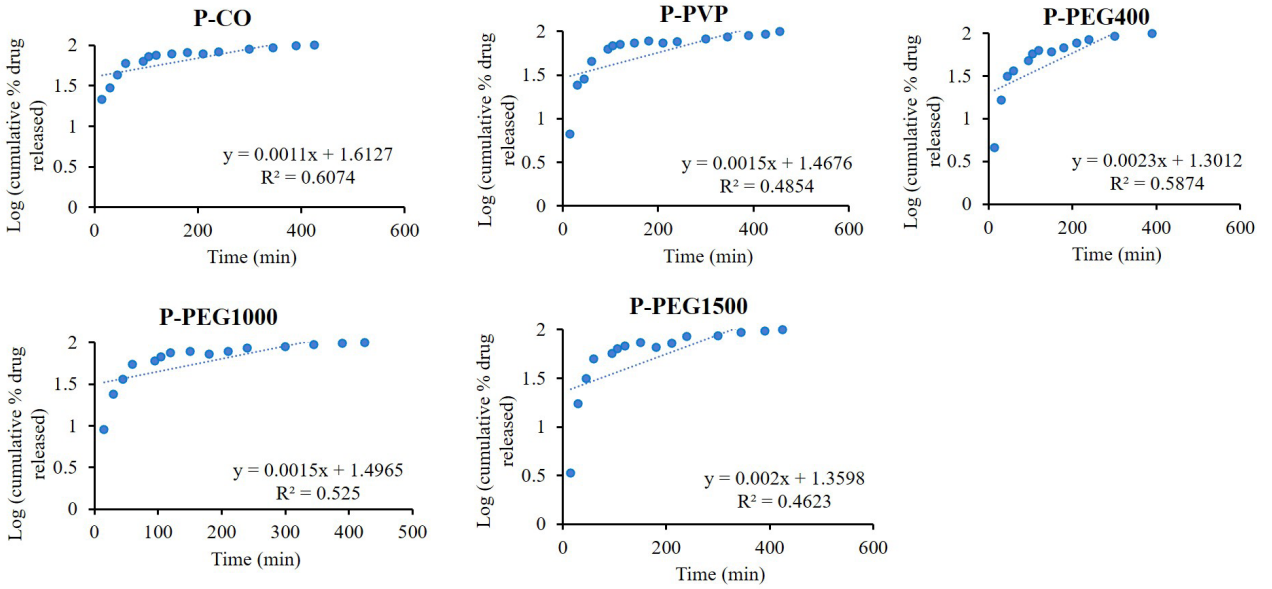 P-CO
Log (cumulative % drug
released)
2
1.5
1
0.5
0
y = 0.0011x + 1.6127
R² = 0.6074
0 200 400 600
Time (min)
P-PVP
Log (cumulative % drug
released)
2
1.5
1
0.5
0
y = 0.0015x + 1.4676
R² = 0.4854
0 200 400 600
Time (min)
P-PEG400
Log (cumulative % drug
released)
2
1.5
1
0.5
0
y = 0.0023x + 1.3012
R² = 0.5874
0 200 400 600
Time (min)
P-PEG1000
Log (cumulative % drug
released)
2
1.5
1
0.5
0
y = 0.0015x + 1.4965
R² = 0.525
0 100 200 300 400 500
Time (min)
P-PEG1500
Log (cumulative % drug
released)
2
1.5
1
0.5
0
y = 0.002x + 1.3598
R² = 0.4623
0 200 400 600
Time (min)